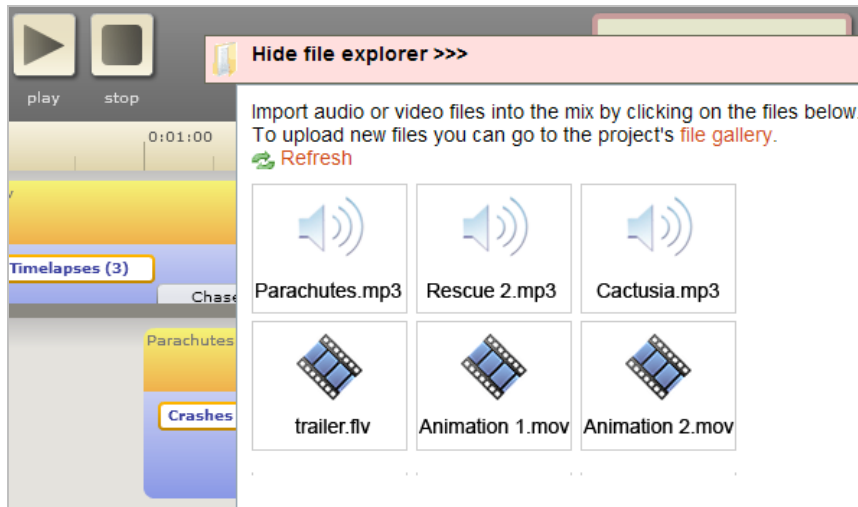 Hide file explorer >>>
play stop
Import audio or video files into the mix by clicking on the files below.
0:01:00
To upload new files you can go to the project's file gallery.
Refresh
Timelapses (3)
Chase
Parachutes.mp3 Rescue 2.mp3 Cactusia.mp3
Parachutes
Crashes
trailer.flv Animation 1.mov Animation 2.mov